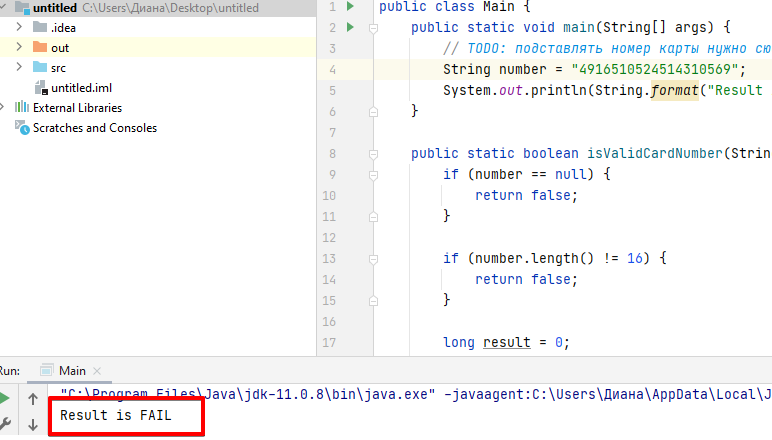 untitled C:\Users\Диана\Desktop\untitled
.idea
out
src
untitled.iml
External Libraries
Scratches and Consoles
1 public class Main {
2 public static void main(String[] args) {
3 // TODO: подставлять номер карты нужно сю
4 String number = "4916510524514310569";
5 System.out.println(String.format("Result
6 }
7
8 public static boolean isValidCardNumber(Strin
9 if (number == null) {
10 return false;
11 }
12
13 if (number.length() != 16) {
14 return false;
15 }
16
17 long result = 0;
Run: Main
"C:\Program Files\Java\jdk-11.0.8\bin\java.exe" -javaagent:C:\Users\Диана\AppData\Local\J
Result is FAIL